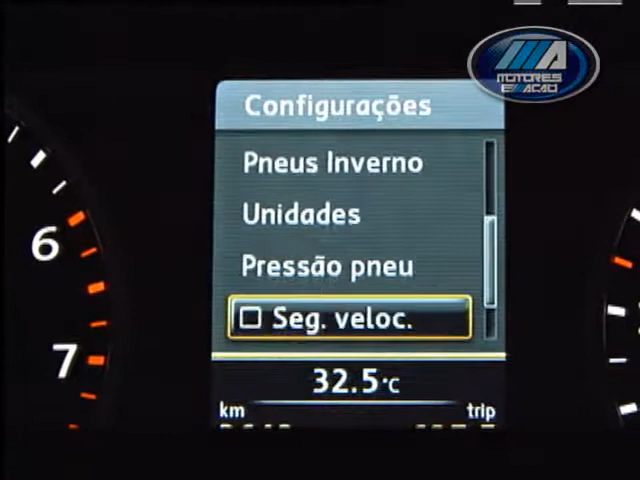 MOTORES
EM AÇÃO
Configurações
Pneus Inverno
Unidades
Pressão pneu
Seg. veloc.
32.5°C
km trip
6
7